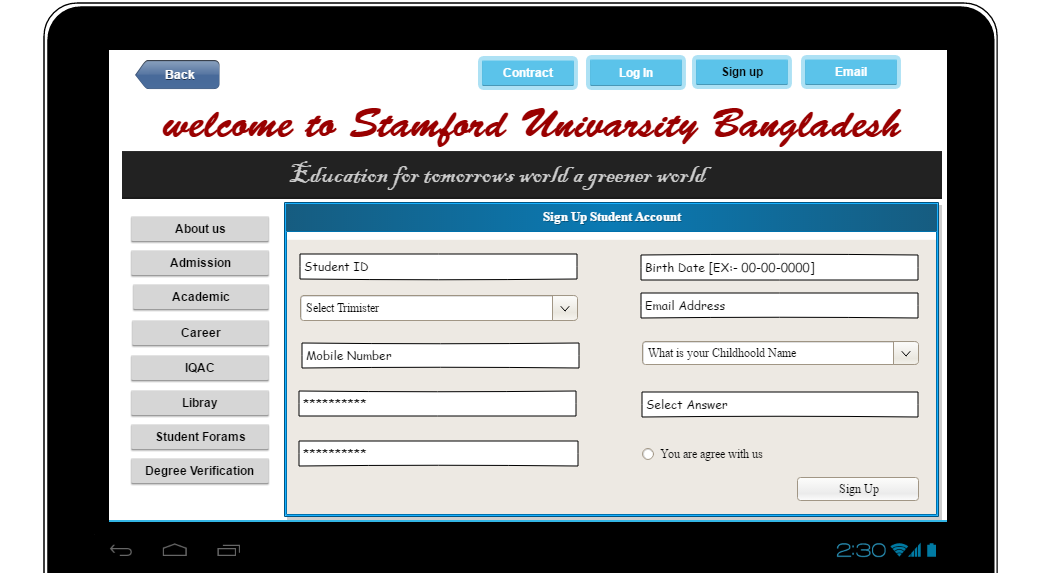 Back
Contract
Log In
Sign up
Email
welcome to Stamford Univarsity Bangladesh
Education for tomorrows world a greener world
About us
Admission
Academic
Career
IQAC
Libray
Student Forams
Degree Verification
Sign Up Student Account
Student ID
Birth Date [EX:- 00-00-0000]
Select Trimister
Email Address
Mobile Number
What is your Childhoold Name
**********
Select Answer
**********
You are agree with us
Sign Up
2:30